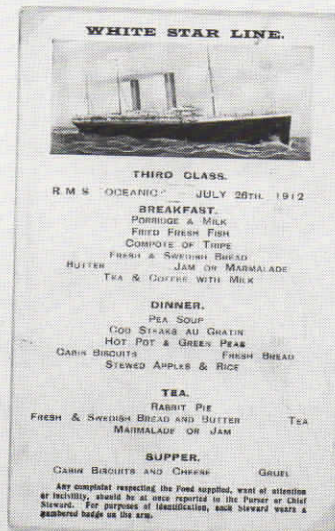 WHITE STAR LINE.
THIRD CLASS.
R M S "OCEANIC" JULY 26TH. 1912
BREAKFAST.
PORRIDGE & MILK
FRIED FRESH FISH
COMPOTE OF TRIPE
FRESH & SWEDISH BREAD
BUTTER JAM OR MARMALADE
TEA & COFFEE WITH MILK
DINNER.
PEA SOUP
COD STEAKS AU GRATIN
HOT POT & GREEN PEAS
CABIN BISCUITS FRESH BREAD
STEWED APPLES & RICE
TEA.
RABBIT PIE
FRESH & SWEDISH BREAD AND BUTTER TEA
MARMALADE OR JAM
SUPPER.
CABIN BISCUITS AND CHEESE GRUEL
Any complaint respecting the Food supplied, want of attention
or incivility, should be at once reported to the Purser or Chief
Steward. For purposes of identification, each Steward wears a
numbered badge on the arm.